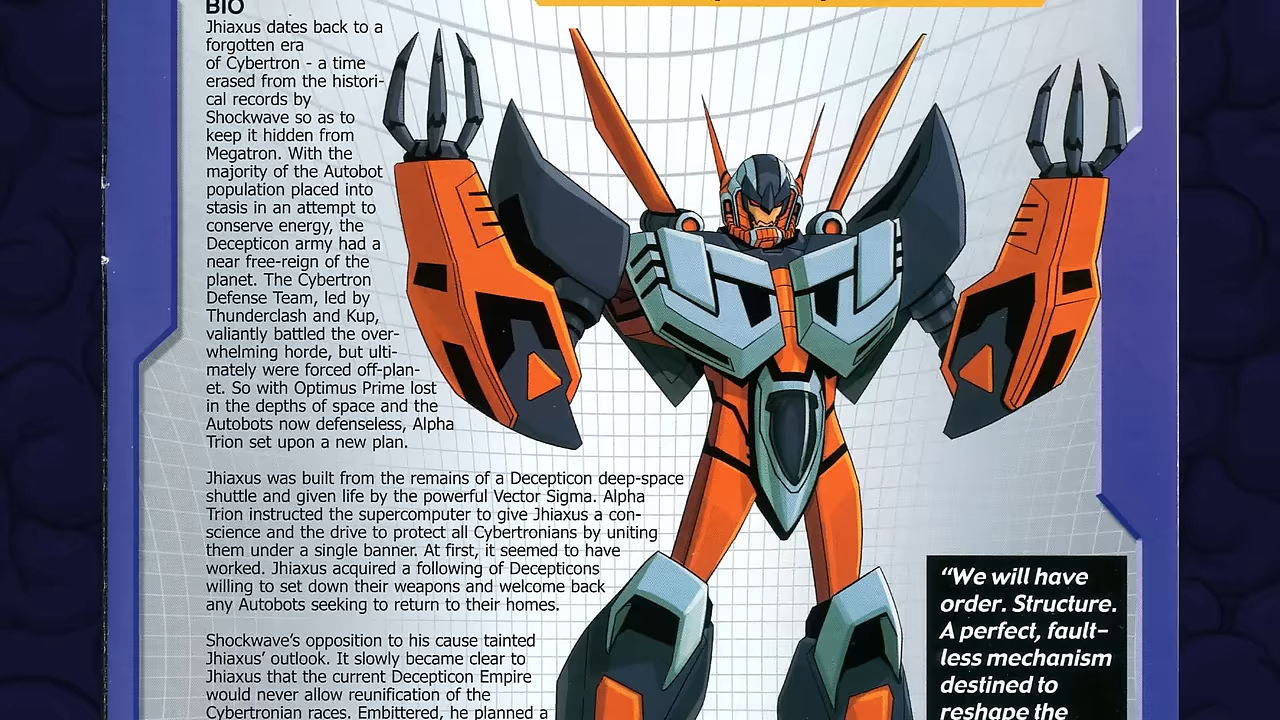 BIO
Jhiaxus dates back to a
forgotten era
of Cybertron - a time
erased from the histori-
cal records by
Shockwave so as to
keep it hidden from
Megatron. With the
majority of the Autobot
population placed into
stasis in an attempt to
conserve energy, the
Decepticon army had a
near free-reign of the
planet. The Cybertron
Defense Team, led by
Thunderclash and Kup,
valiantly battled the over-
whelming horde, but ulti-
mately were forced off-plan-
et. So with Optimus Prime lost
in the depths of space and the
Autobots now defenseless, Alpha
Trion set upon a new plan.
Jhiaxus was built from the remains of a Decepticon deep-space
shuttle and given life by the powerful Vector Sigma. Alpha
Trion instructed the supercomputer to give Jhiaxus a con-
science and the drive to protect all Cybertronians by uniting
them under a single banner. At first, it seemed to have
worked. Jhiaxus acquired a following of Decepticons
willing to set down their weapons and welcome back
any Autobots seeking to return to their homes.
Shockwave's opposition to his cause tainted
Jhiaxus' outlook. It slowly became clear to
Jhiaxus that the current Decepticon Empire
would never allow reunification of the
Cybertronian races. Embittered, he planned a
"We will have
order. Structure.
A perfect, fault-
less mechanism
destined to
reshape the